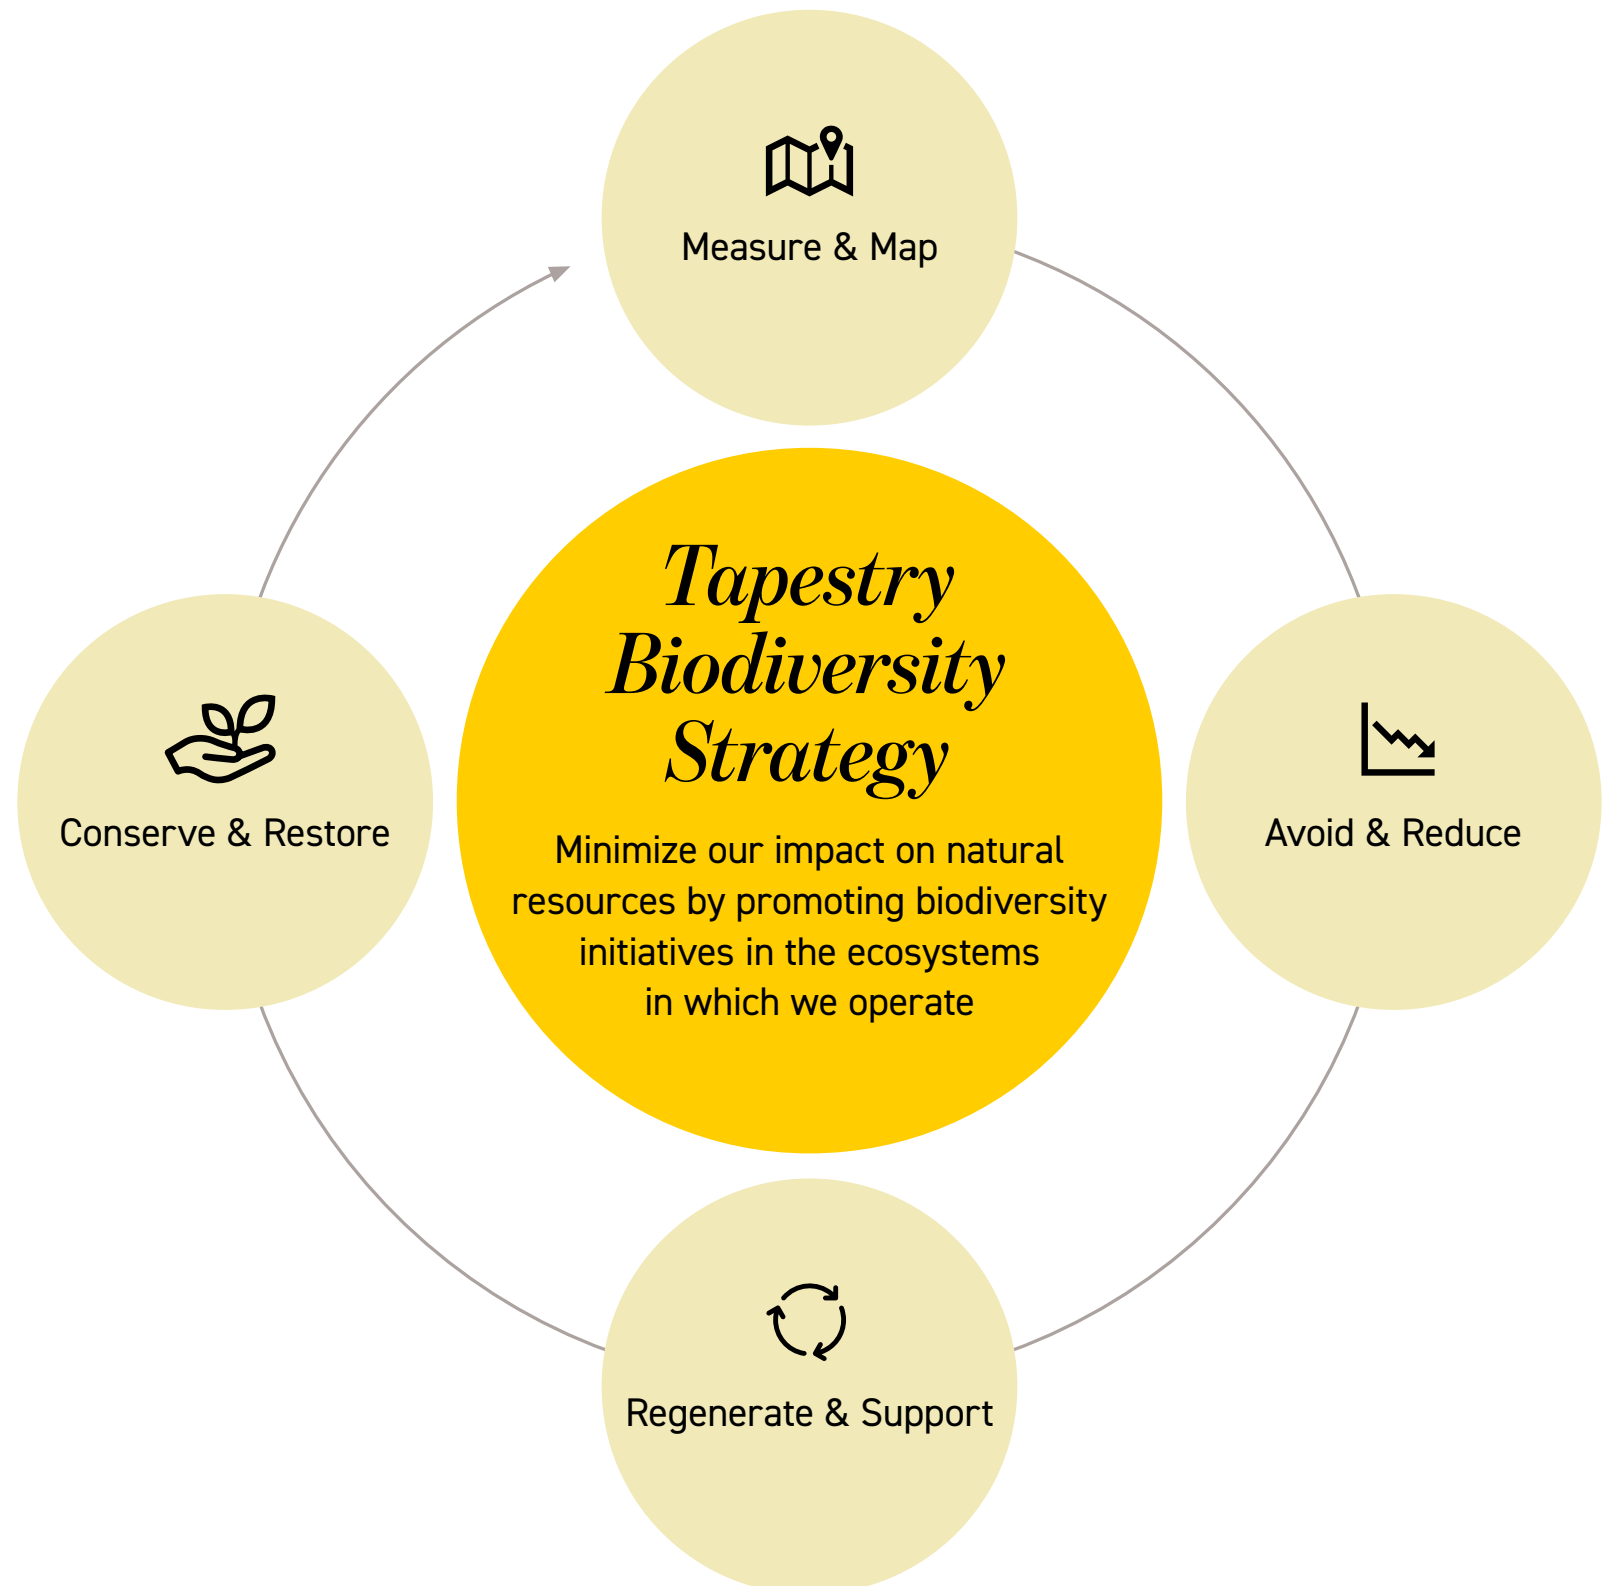 Measure & Map
Tapestry
Biodiversity
Strategy
Minimize our impact on natural
resources by promoting biodiversity
initiatives in the ecosystems
in which we operate
Conserve & Restore
Avoid & Reduce
Regenerate & Support